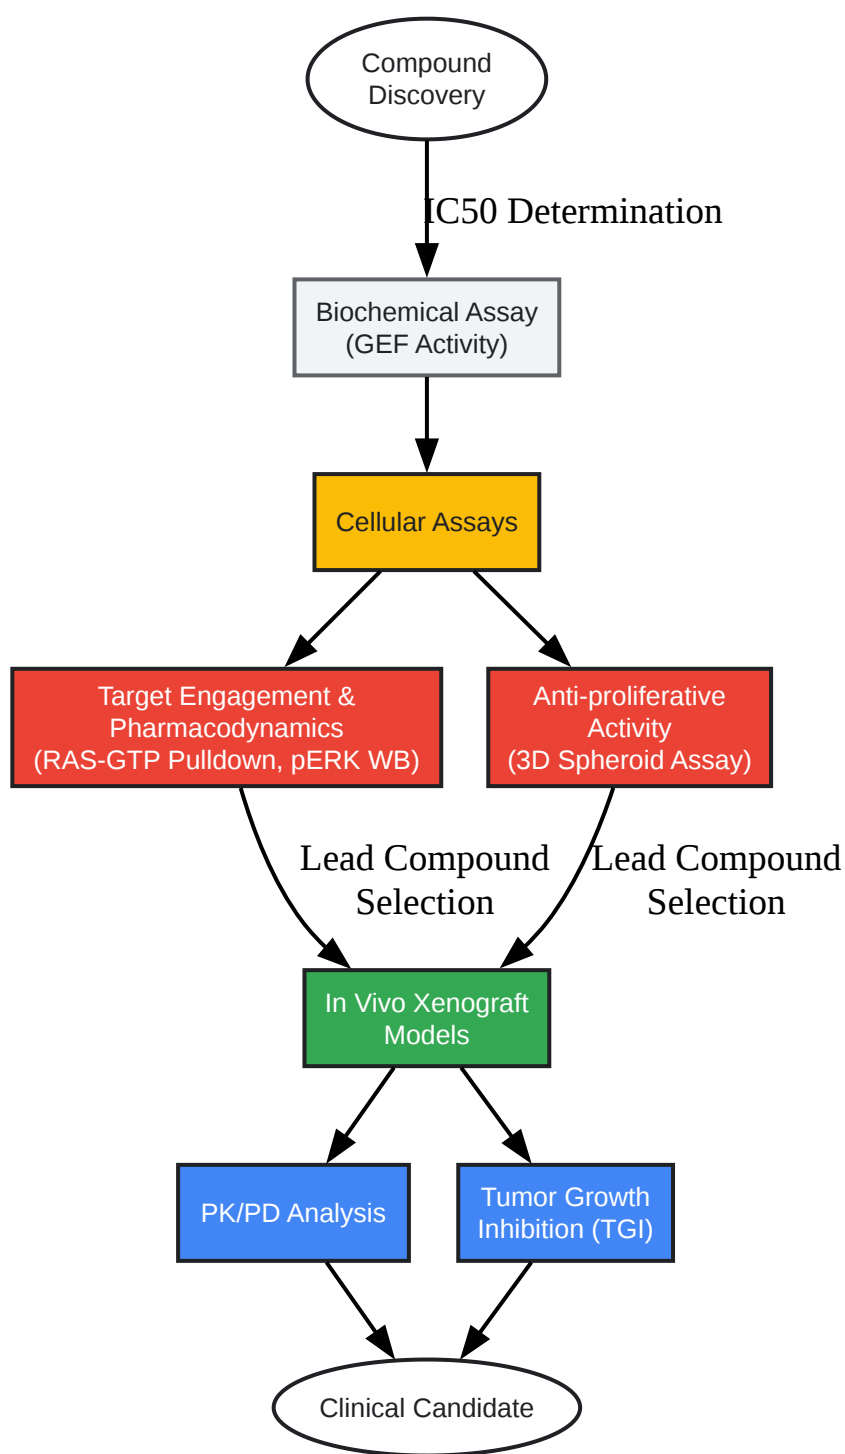 Compound
Discovery
IC50 Determination
Biochemical Assay
(GEF Activity)
Cellular Assays
Target Engagement &
Pharmacodynamics
(RAS-GTP Pulldown, pERK WB)
Anti-proliferative
Activity
(3D Spheroid Assay)
Lead Compound
Selection
Lead Compound
Selection
In Vivo Xenograft
Models
PK/PD Analysis
Tumor Growth
Inhibition (TGI)
Clinical Candidate